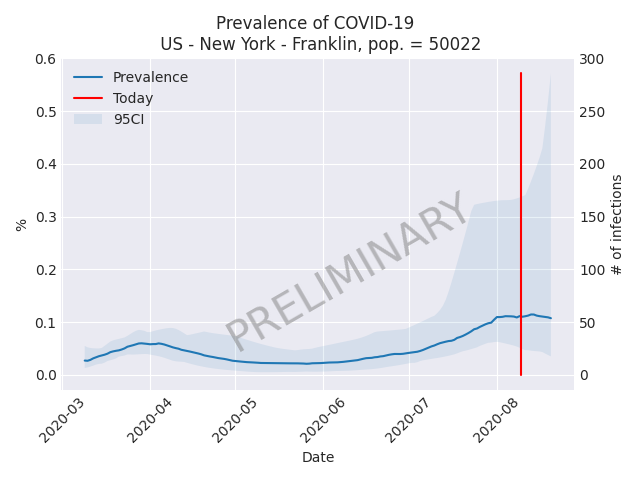 Prevalence of COVID-19
US - New York - Franklin, pop. = 50022
Prevalence
Today
95CI
0.6
0.5
0.4
0.3
0.2
0.1
0.0
%
300
250
200
150
100
50
0
# of infections
PRELIMINARY
2020-03
2020-04
2020-05
2020-06
2020-07
2020-08
Date